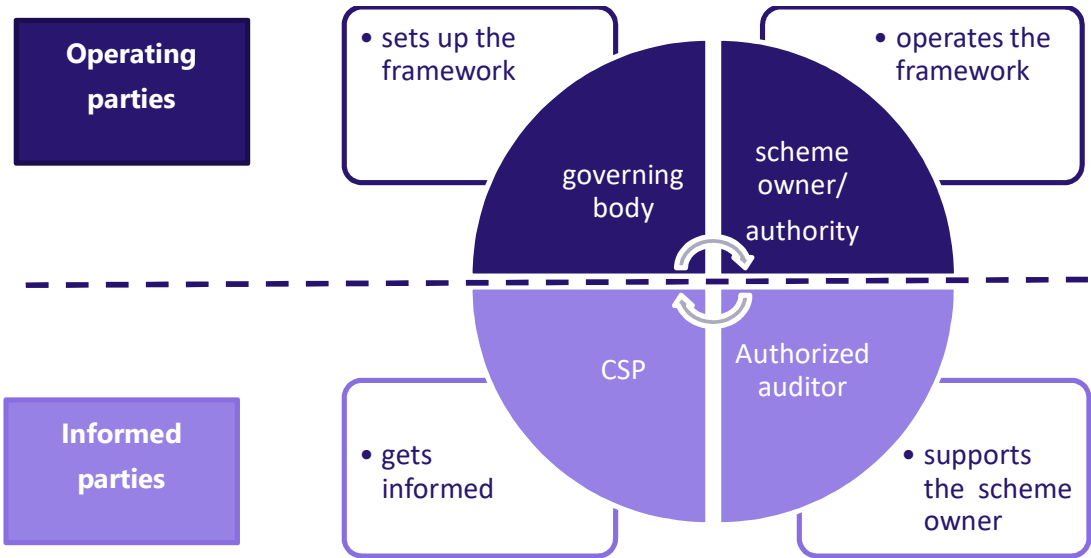 Operating
parties
• sets up the
framework
• operates the
framework
governing
body
scheme
owner/
authority
CSP
Authorized
auditor
Informed
parties
• gets
informed
• supports
the scheme
owner